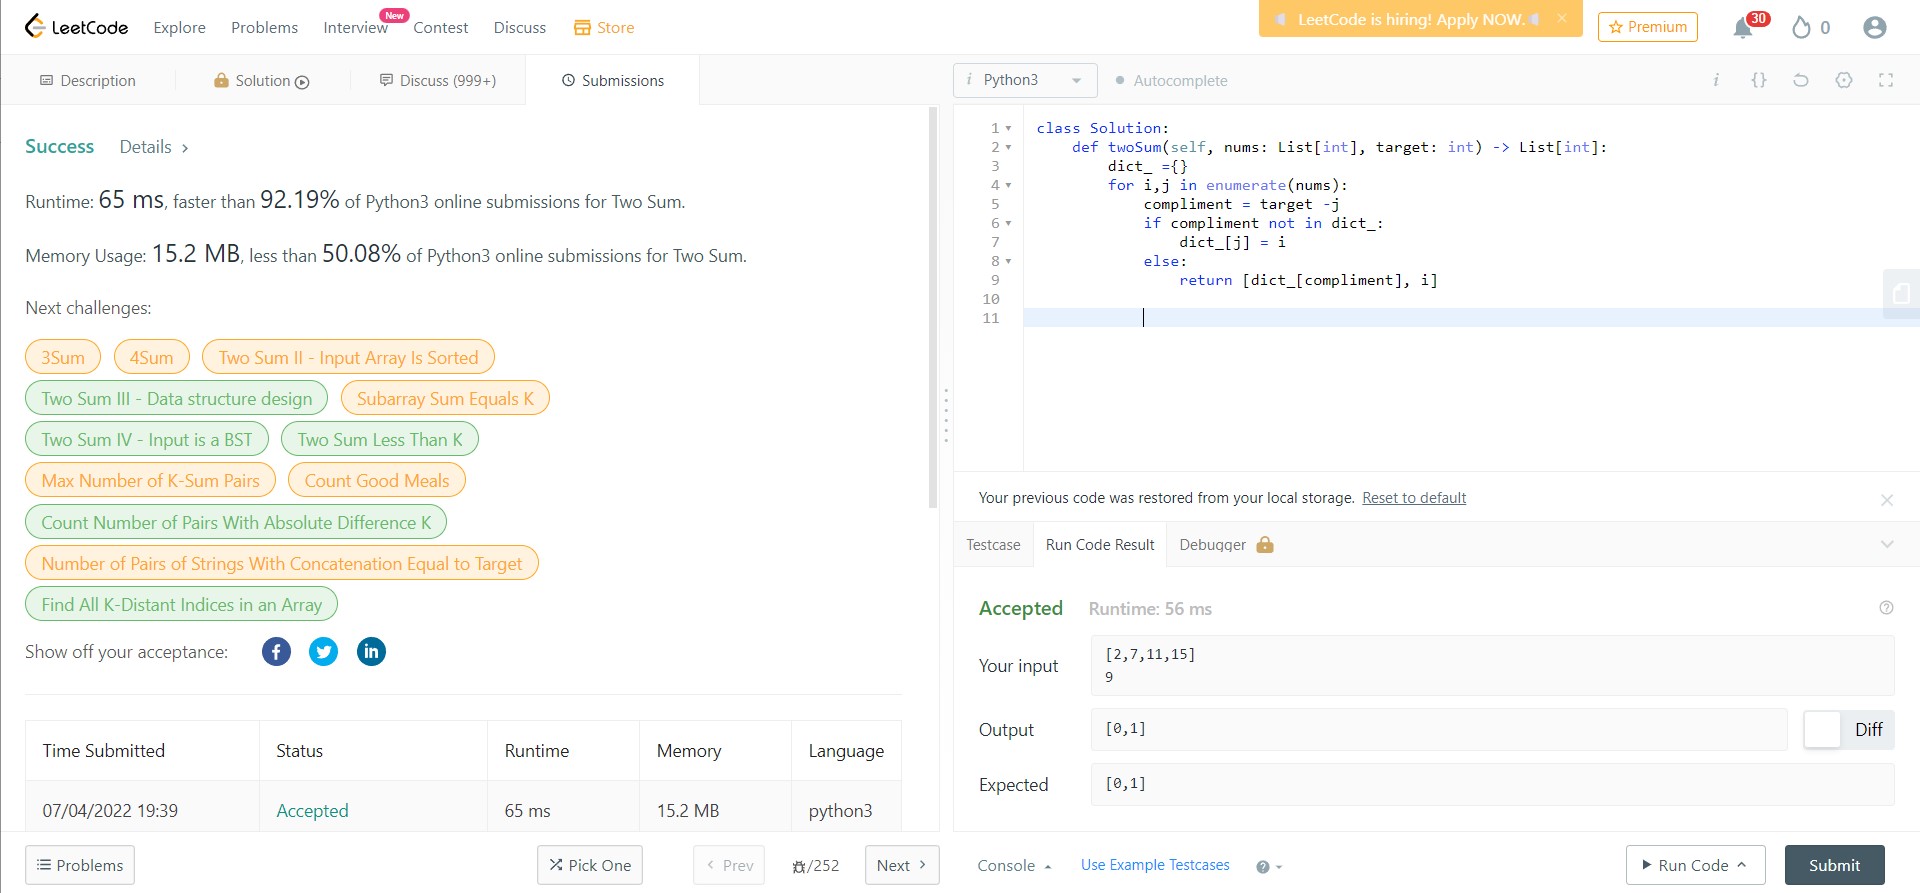 LeetCode Explore Problems Interview New Contest Discuss Store LeetCode is hiring! Apply NOW. Premium 30 0
Description Solution Discuss (999+) Submissions
Success Details
Runtime: 65 ms, faster than 92.19% of Python3 online submissions for Two Sum.
Memory Usage: 15.2 MB, less than 50.08% of Python3 online submissions for Two Sum.
Next challenges:
3Sum 4Sum Two Sum II - Input Array Is Sorted
Two Sum III - Data structure design Subarray Sum Equals K
Two Sum IV - Input is a BST Two Sum Less Than K
Max Number of K-Sum Pairs Count Good Meals
Count Number of Pairs With Absolute Difference K
Number of Pairs of Strings With Concatenation Equal to Target
Find All K-Distant Indices in an Array
Show off your acceptance:
Time Submitted Status Runtime Memory Language
07/04/2022 19:39 Accepted 65 ms 15.2 MB python3
Problems Pick One Prev /252 Next
i Python3 Autocomplete i {}
1 class Solution:
2 def twoSum(self, nums: List[int], target: int) -> List[int]:
3 dict_ ={}
4 for i,j in enumerate(nums):
5 compliment = target -j
6 if compliment not in dict_:
7 dict_[j] = i
8 else:
9 return [dict_[compliment], i]
10
11
Your previous code was restored from your local storage. Reset to default
Testcase Run Code Result Debugger
Accepted Runtime: 56 ms
Your input
[2,7,11,15]
9
Output [0,1] Diff
Expected [0,1]
Console Use Example Testcases Run Code Submit